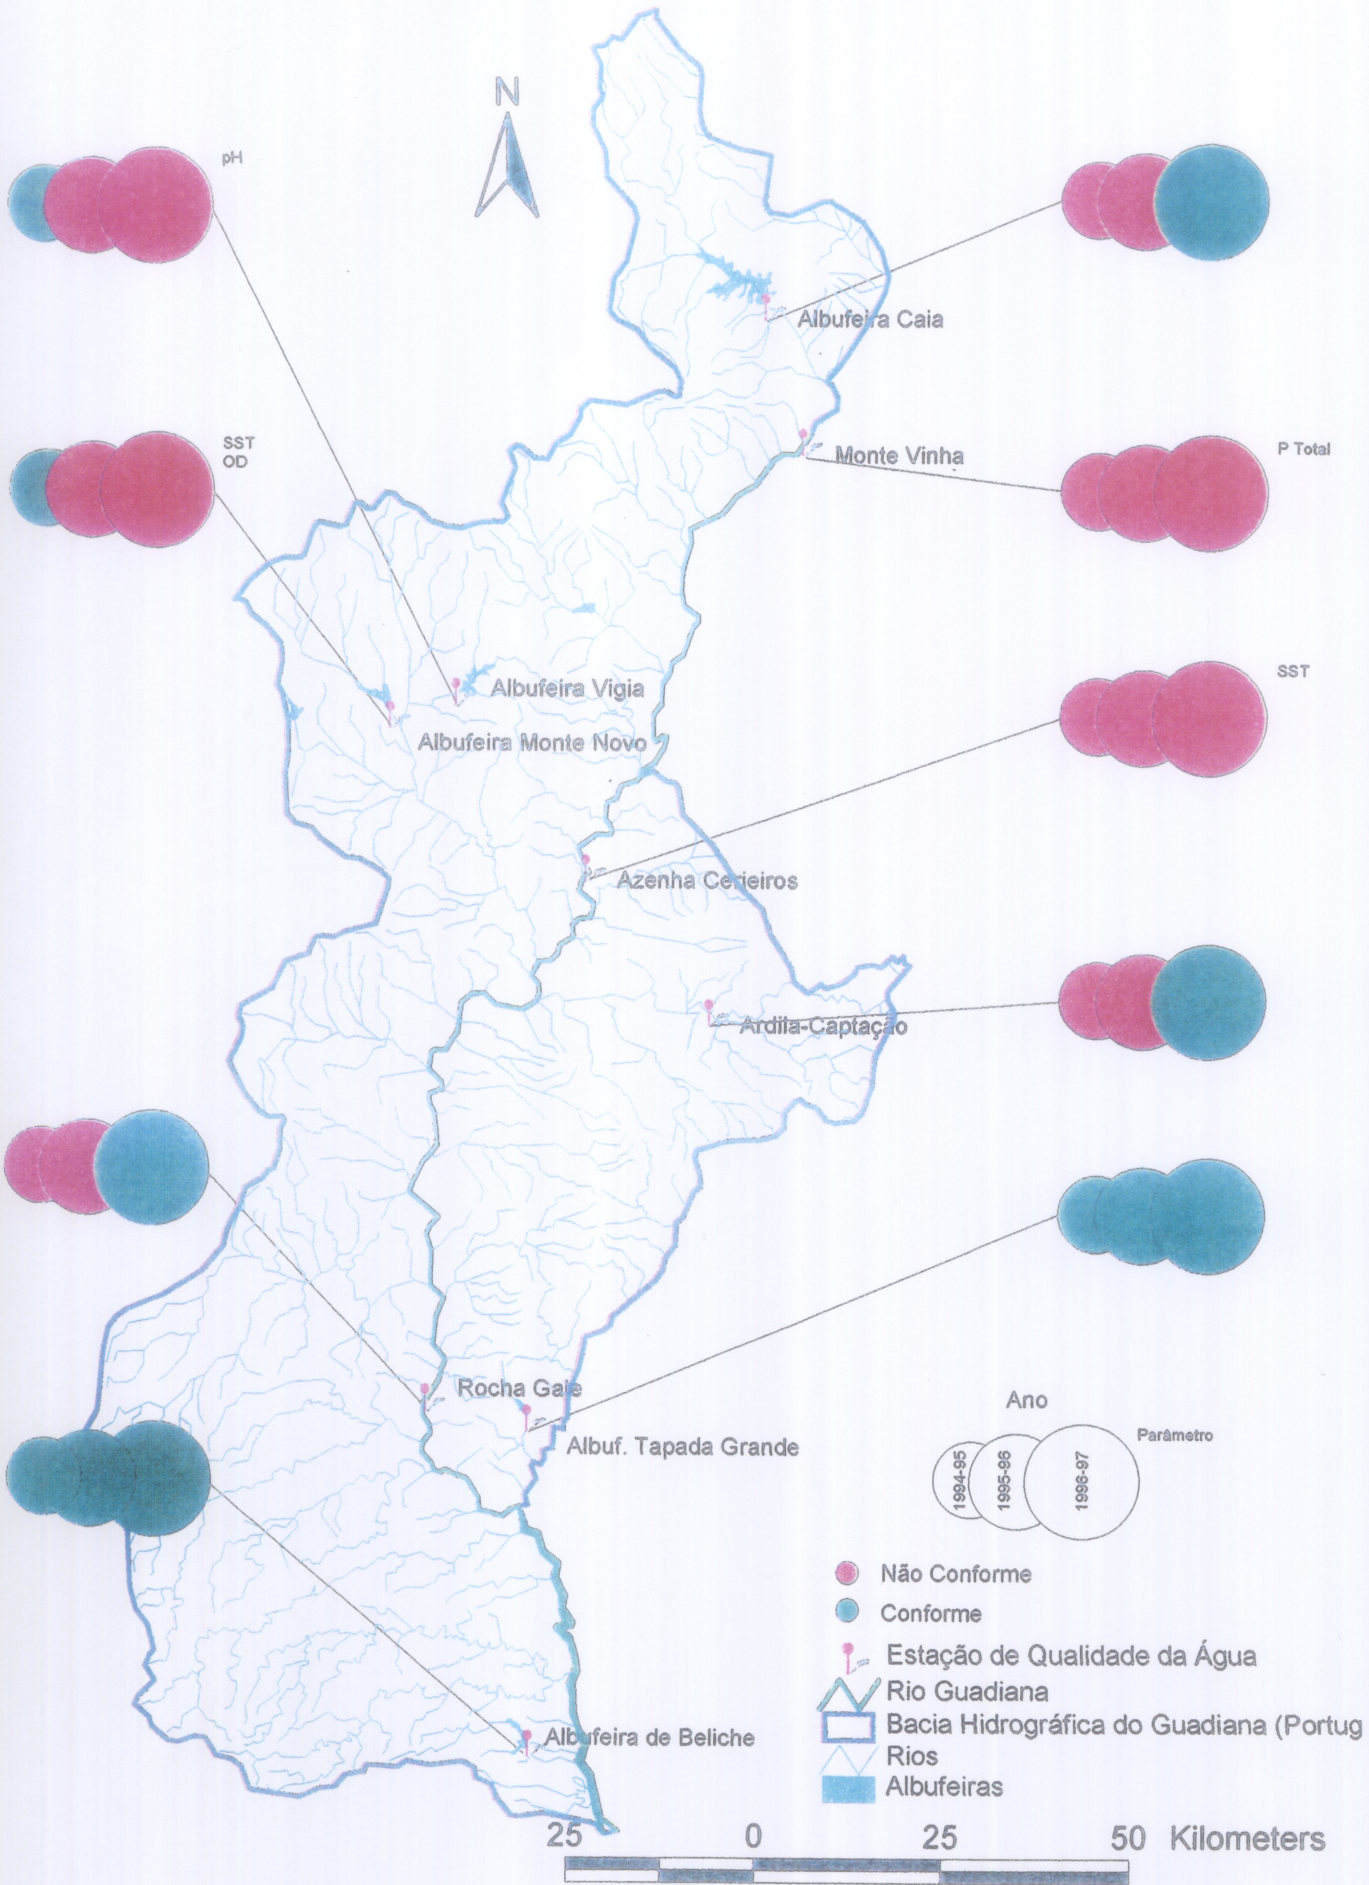 N
pH
Albufeira Caia
SST
OD
Monte Vinha
P Total
SST
Albufeira Vigia
Albufeira Monte Novo
Azenha Cerieiros
Ardila-Captação
Rocha Gale
Albuf. Tapada Grande
Ano
Parâmetro
1994-95
1995-96
1996-97
Não Conforme
Conforme
Estação de Qualidade da Água
Rio Guadiana
Albufeira de Beliche
Bacia Hidrográfica do Guadiana (Portug
Rios
Albufeiras
25 0 25 50 Kilometers